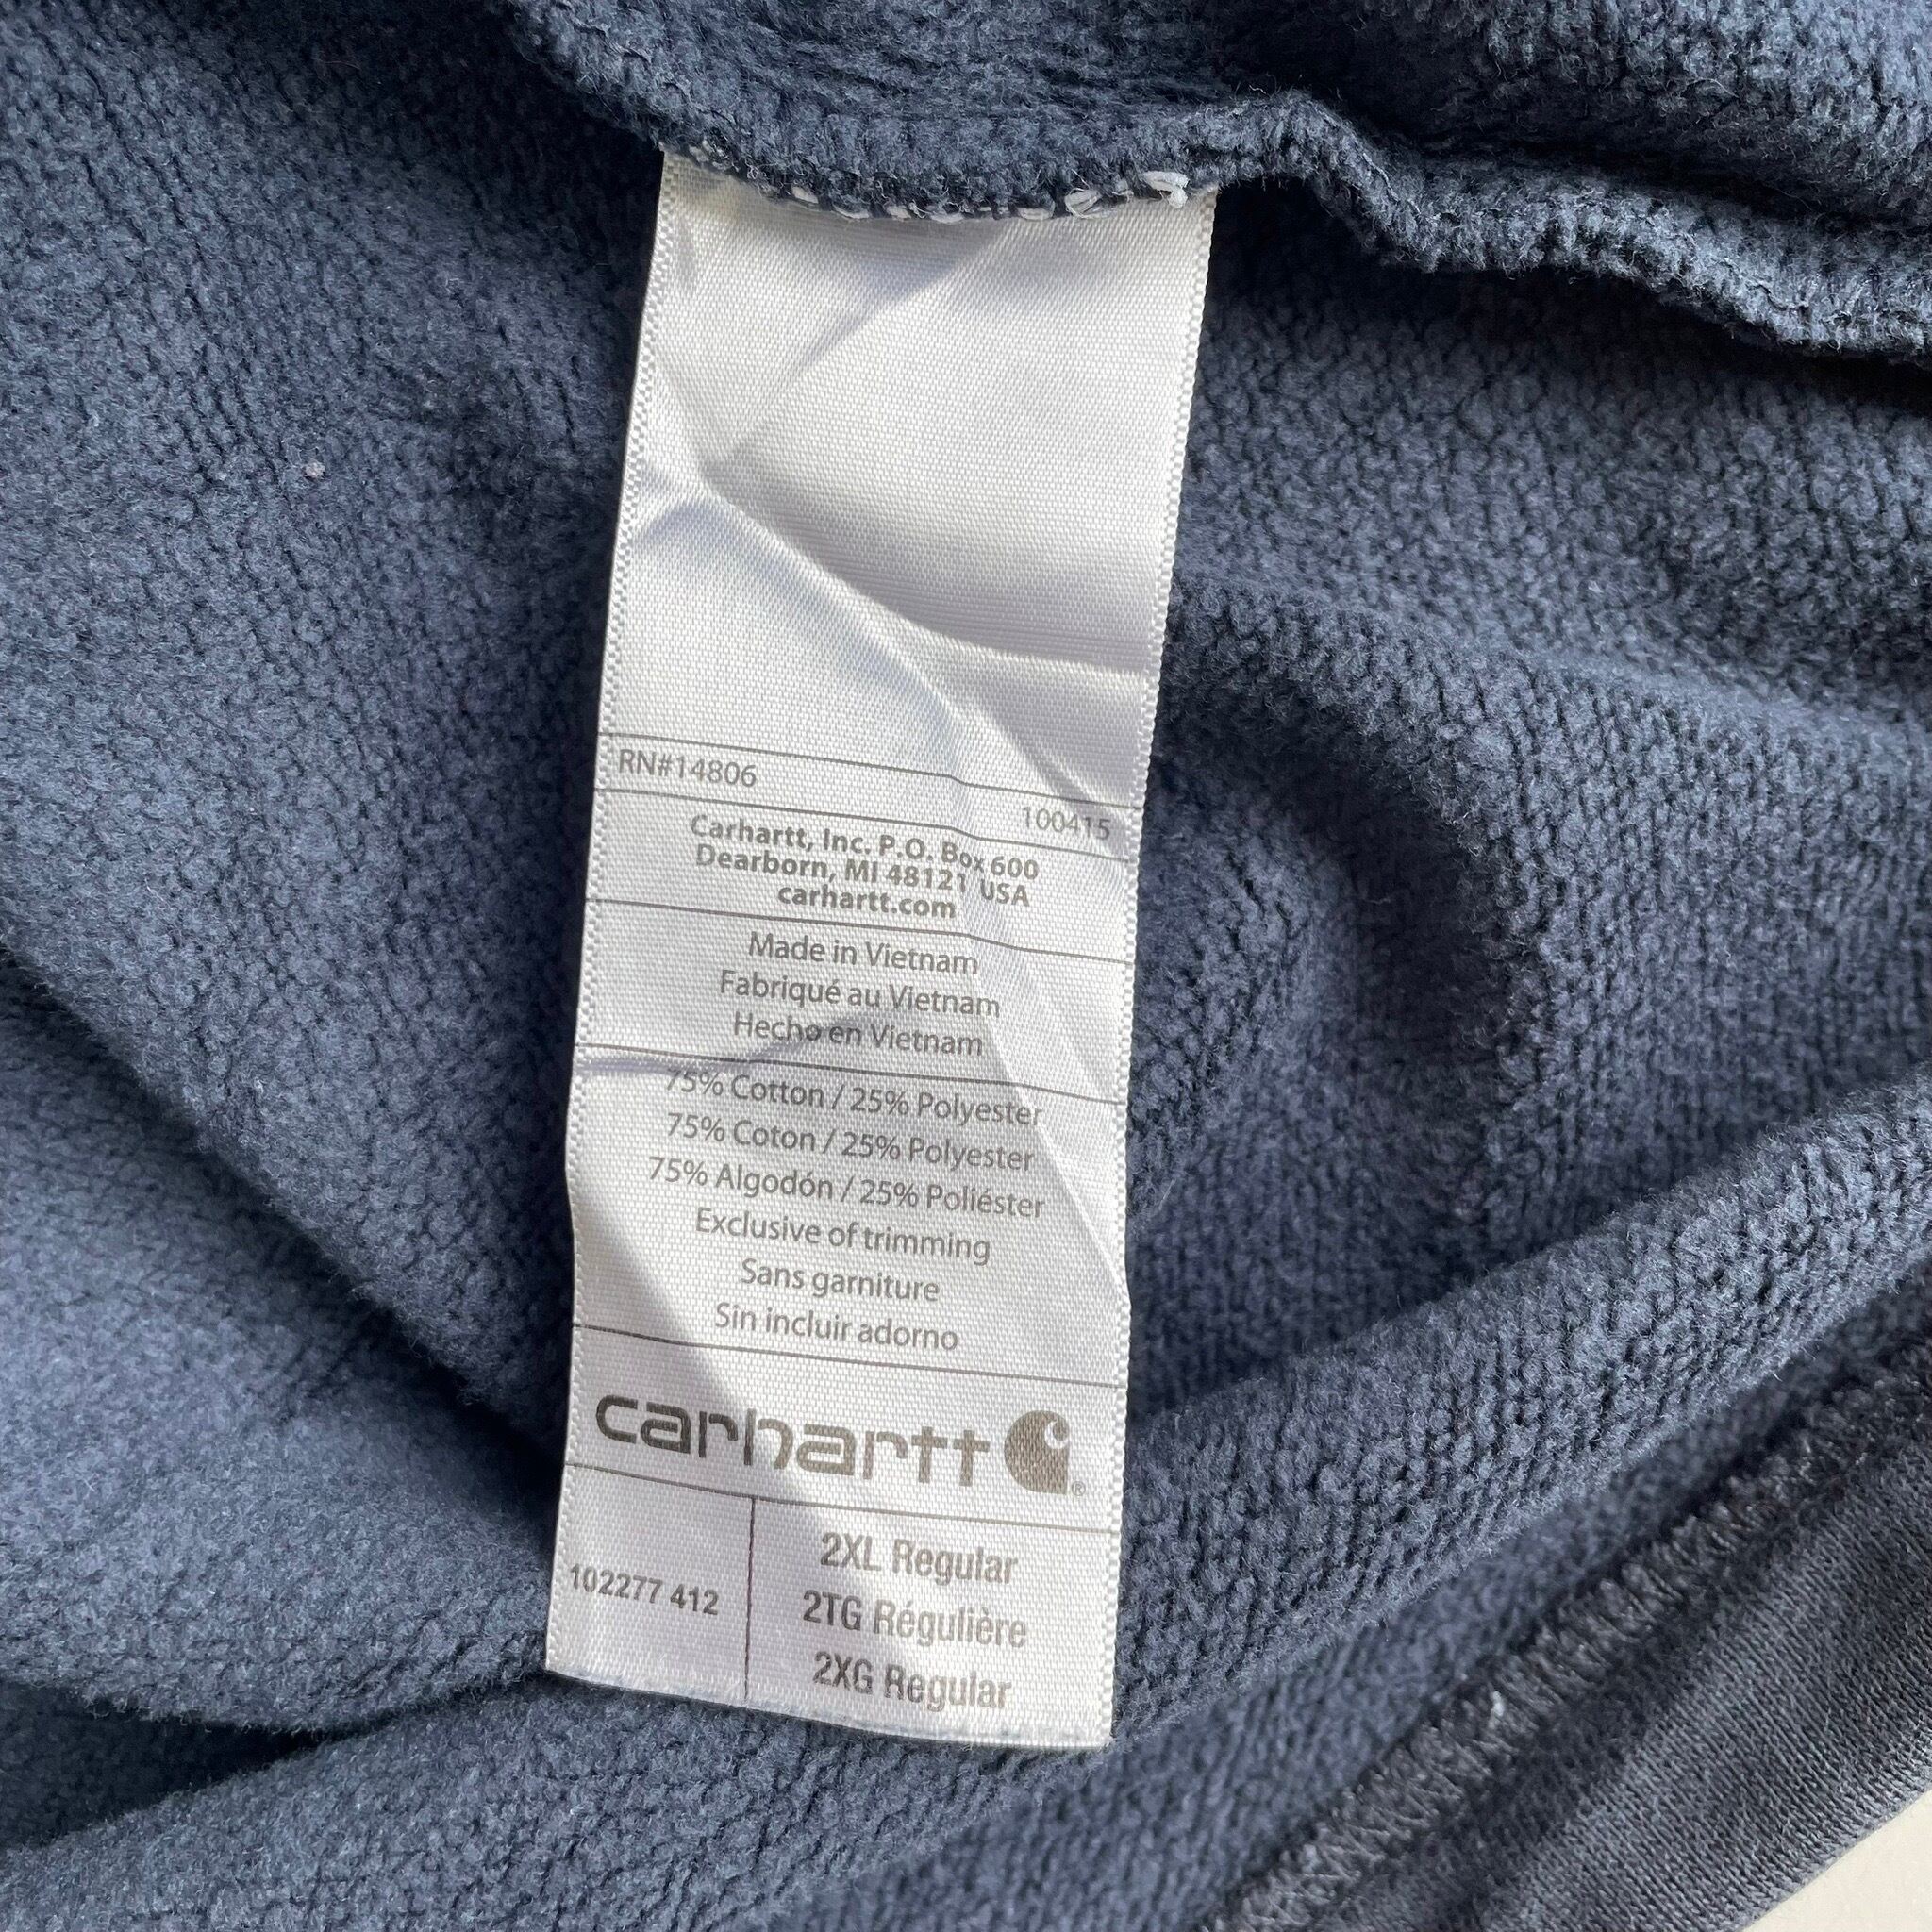 RN#14806
100415
Carhartt, Inc. P.O. Box 600
Dearborn, MI 48121 USA
carhartt.com
Made in Vietnam
Fabriqué au Vietnam
Hecho en Vietnam
75% Cotton / 25% Polyester
75% Coton / 25% Polyester
75% Algodón / 25% Poliéster
Exclusive of trimming
Sans garniture
Sin incluir adorno
carhartt ®
102277 412
2XL Regular
2TG Régulière
2XG Regular